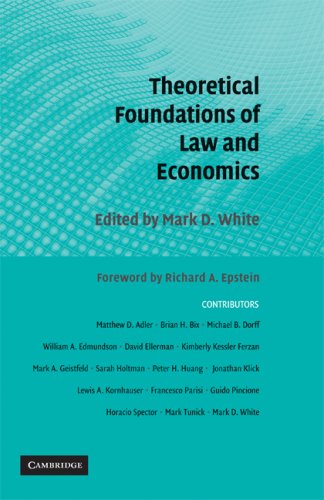 Theoretical
Foundations of
Law and
Economics
Edited by Mark D. White
Foreword by Richard A. Epstein
CONTRIBUTORS
Matthew D. Adler · Brian H. Bix · Michael B. Dorff
William A. Edmundson · David Ellerman · Kimberly Kessler Ferzan
Mark A. Geistfeld · Sarah Holtman · Peter H. Huang · Jonathan Klick
Lewis A. Kornhauser · Francesco Parisi · Guido Pincione
Horacio Spector · Mark Tunick · Mark D. White
CAMBRIDGE